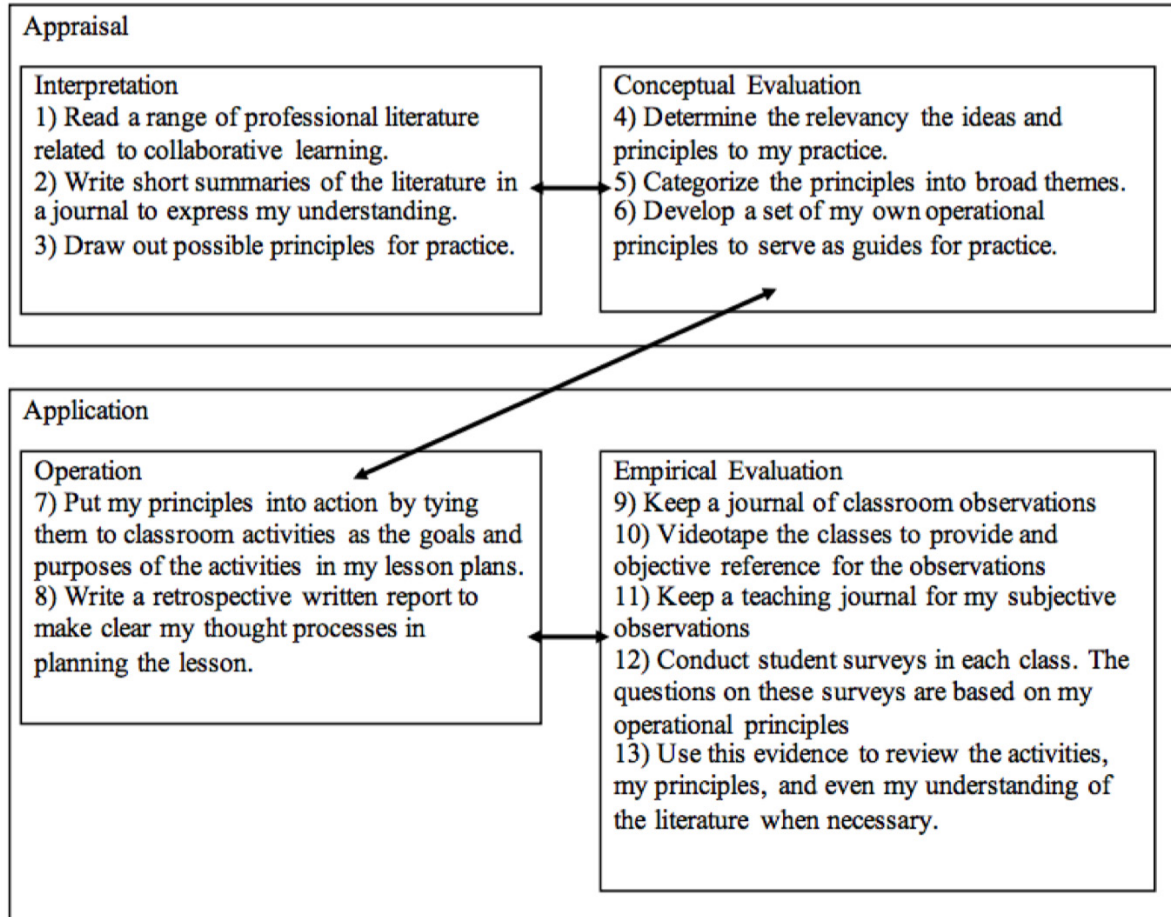 Appraisal
Interpretation
1) Read a range of professional literature
related to collaborative learning.
2) Write short summaries of the literature in
a journal to express my understanding.
3) Draw out possible principles for practice.
Conceptual Evaluation
4) Determine the relevancy the ideas and
principles to my practice.
5) Categorize the principles into broad themes.
6) Develop a set of my own operational
principles to serve as guides for practice.
Application
Operation
7) Put my principles into action by tying
them to classroom activities as the goals and
purposes of the activities in my lesson plans.
8) Write a retrospective written report to
make clear my thought processes in
planning the lesson.
Empirical Evaluation
9) Keep a journal of classroom observations
10) Videotape the classes to provide and
objective reference for the observations
11) Keep a teaching journal for my subjective
observations
12) Conduct student surveys in each class. The
questions on these surveys are based on my
operational principles
13) Use this evidence to review the activities,
my principles, and even my understanding of
the literature when necessary.